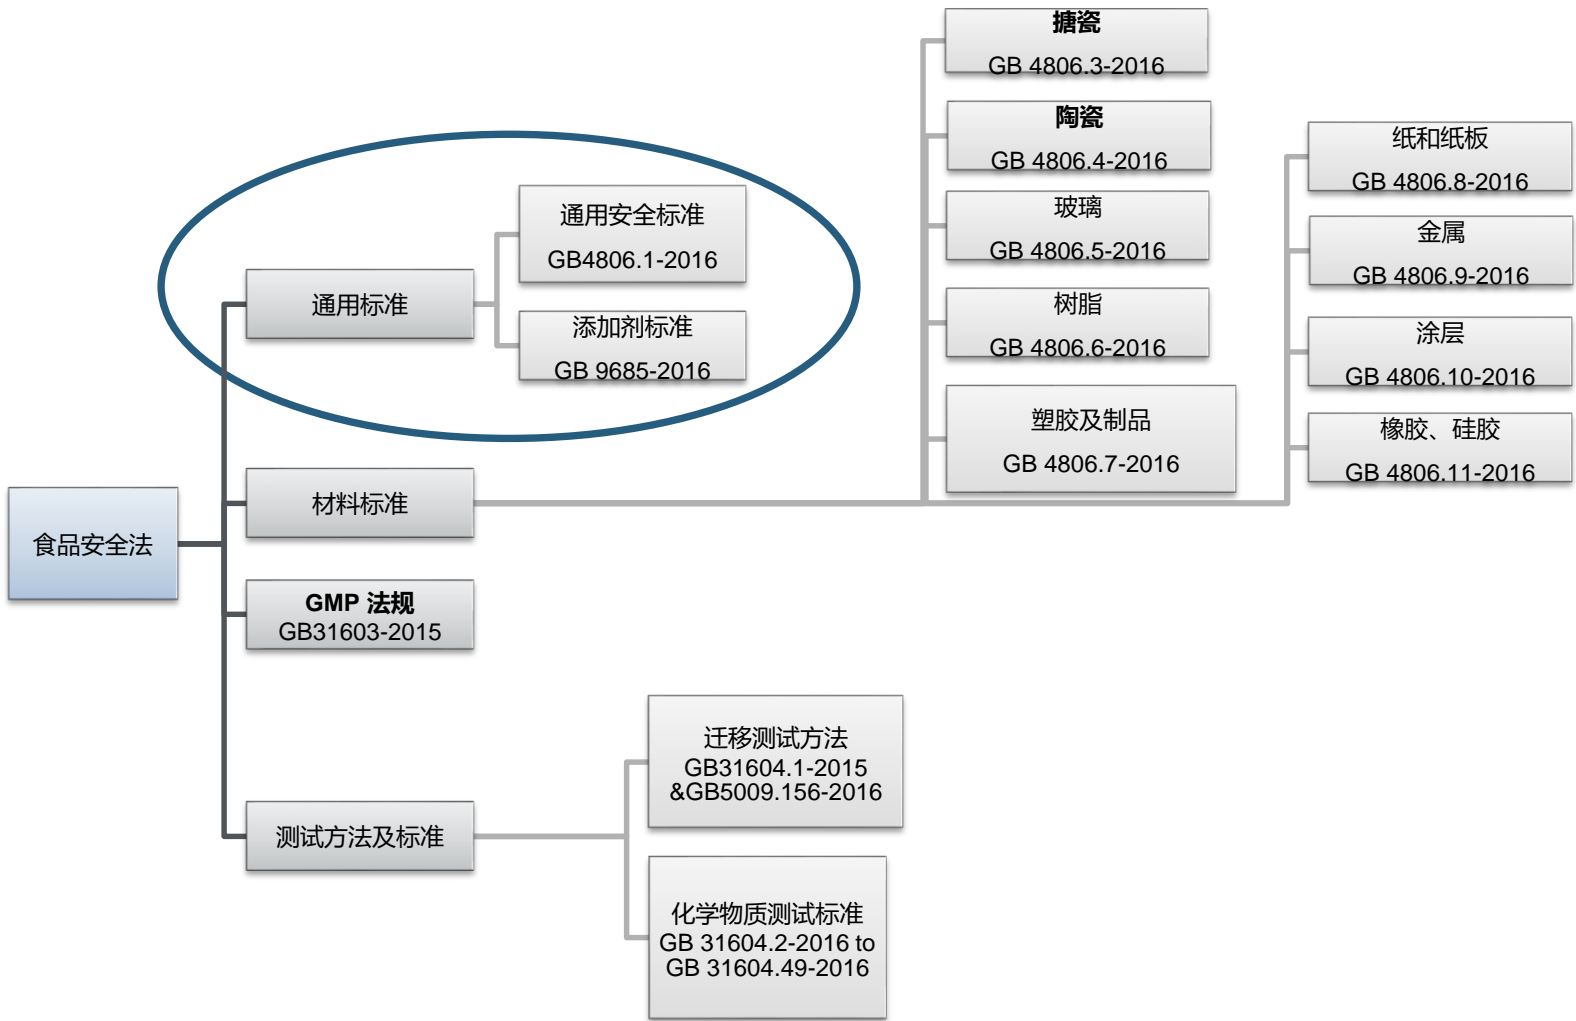 食品安全法
通用标准
通用安全标准
GB4806.1-2016
添加剂标准
GB 9685-2016
材料标准
搪瓷
GB 4806.3-2016
陶瓷
GB 4806.4-2016
玻璃
GB 4806.5-2016
树脂
GB 4806.6-2016
塑胶及制品
GB 4806.7-2016
纸和纸板
GB 4806.8-2016
金属
GB 4806.9-2016
涂层
GB 4806.10-2016
橡胶、硅胶
GB 4806.11-2016
GMP 法规
GB31603-2015
测试方法及标准
迁移测试方法
GB31604.1-2015
&GB5009.156-2016
化学物质测试标准
GB 31604.2-2016 to
GB 31604.49-2016